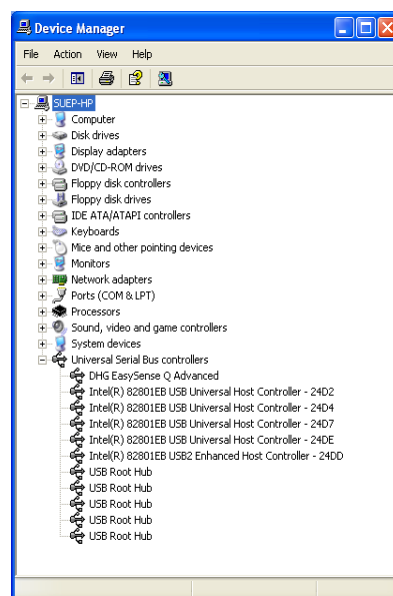 Device Manager
File Action View Help
SUEP-HP
Computer
Disk drives
Display adapters
DVD/CD-ROM drives
Floppy disk controllers
Floppy disk drives
IDE ATA/ATAPI controllers
Keyboards
Mice and other pointing devices
Monitors
Network adapters
Ports (COM & LPT)
Processors
Sound, video and game controllers
System devices
Universal Serial Bus controllers
DHG EasySense Q Advanced
Intel(R) 82801EB USB Universal Host Controller - 24D2
Intel(R) 82801EB USB Universal Host Controller - 24D4
Intel(R) 82801EB USB Universal Host Controller - 24D7
Intel(R) 82801EB USB Universal Host Controller - 24DE
Intel(R) 82801EB USB2 Enhanced Host Controller - 24DD
USB Root Hub
USB Root Hub
USB Root Hub
USB Root Hub
USB Root Hub